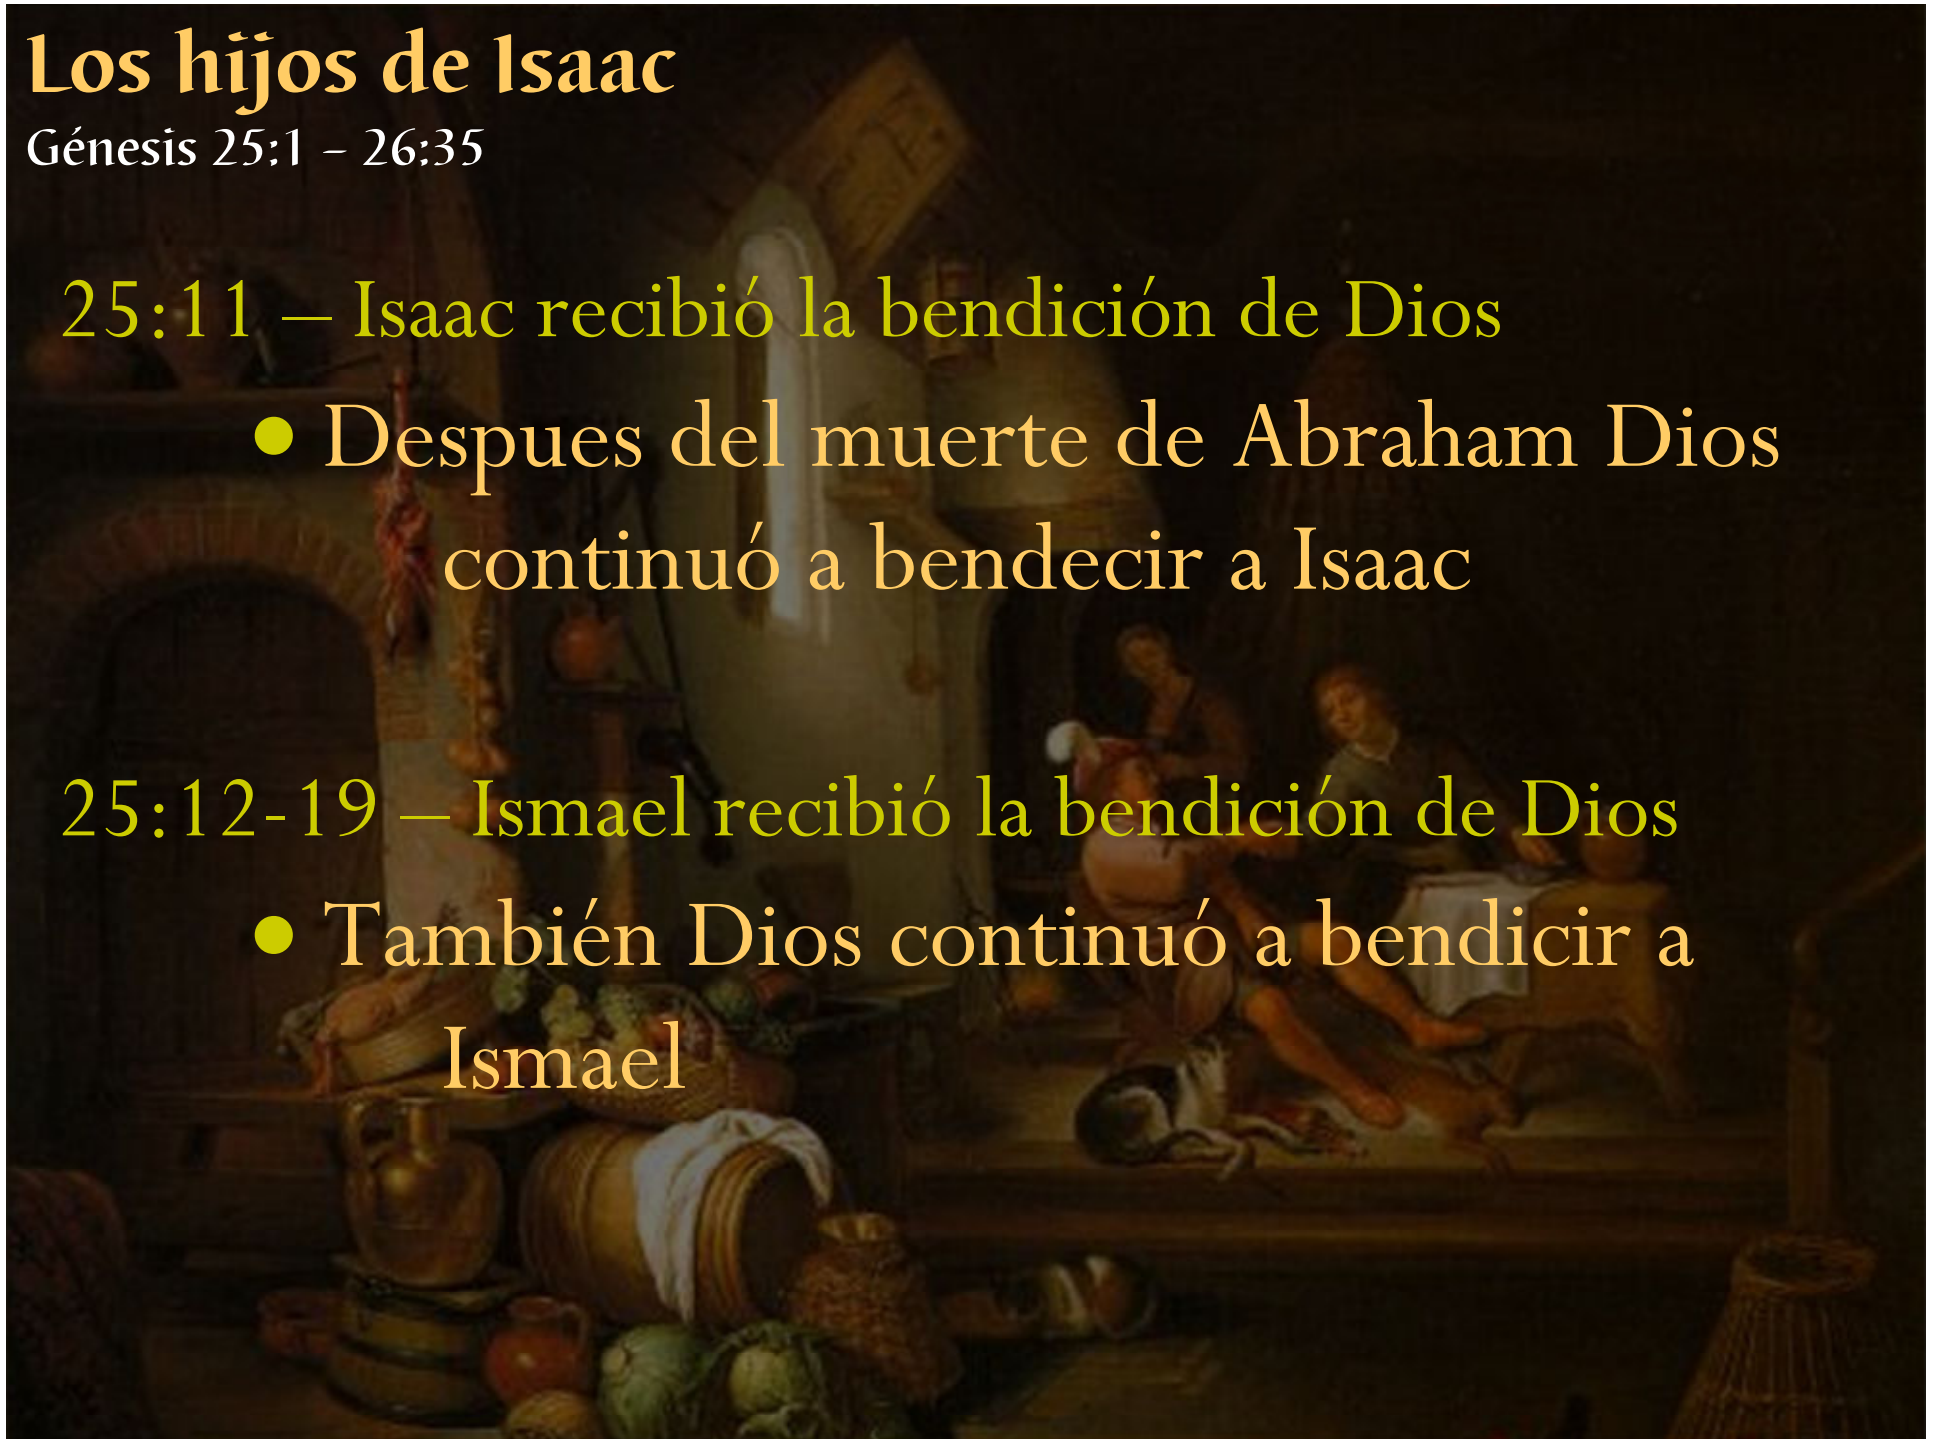 Los hijos de Isaac
Génesis 25:1 – 26:35
25:11 – Isaac recibió la bendición de Dios
• Despues del muerte de Abraham Dios
continuó a bendecir a Isaac
25:12-19 – Ismael recibió la bendición de Dios
• También Dios continuó a bendicir a
Ismael